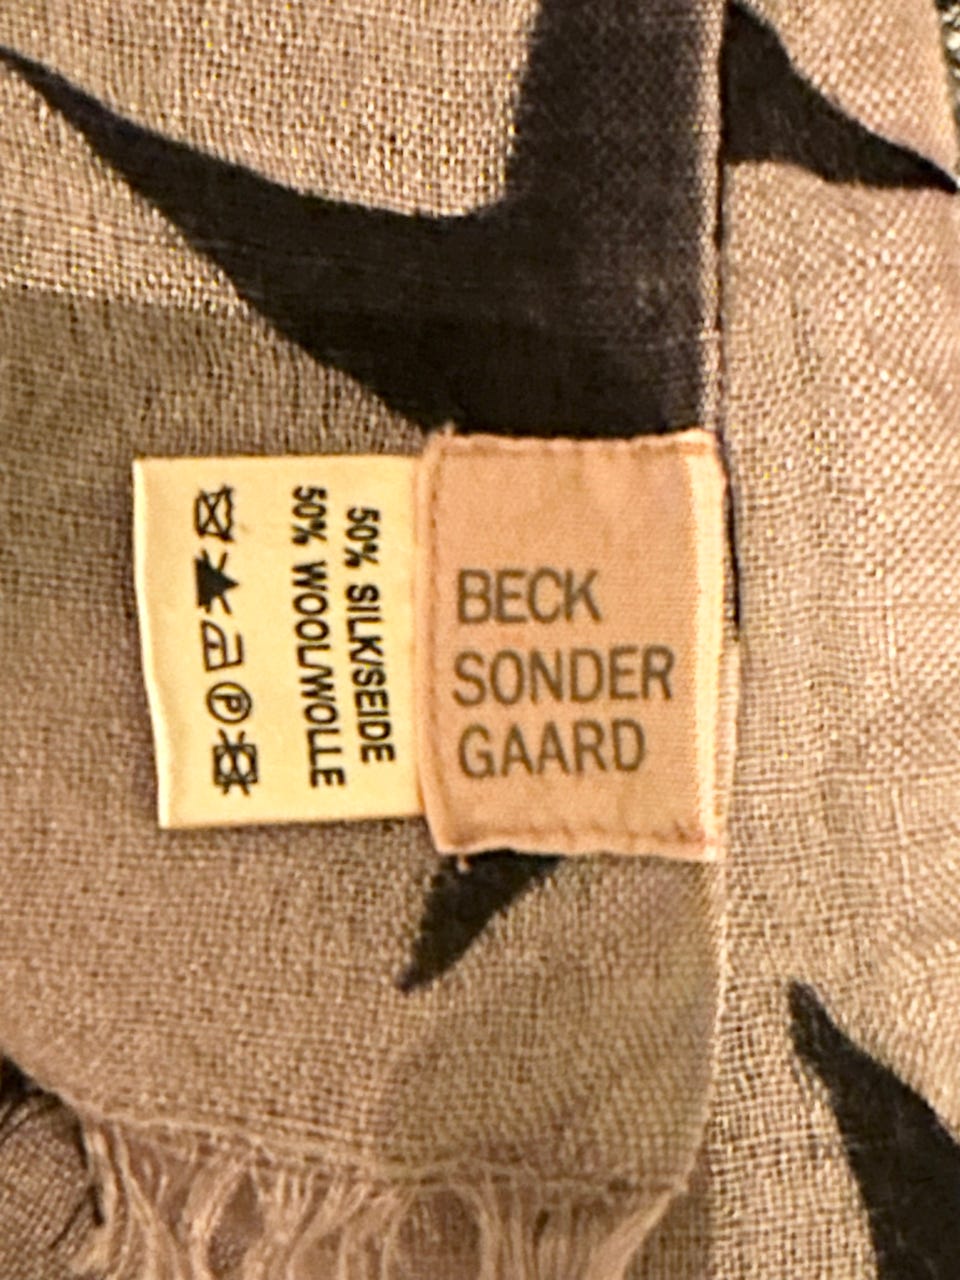 BECK
SONDER
GAARD
50% SILK/SEIDE
50% WOOL/WOLLE
P